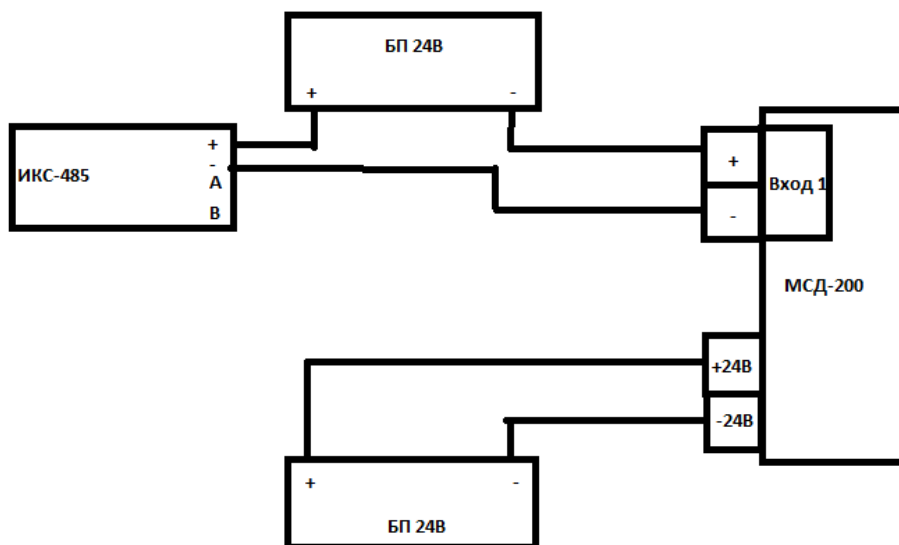 БП 24В
+ -
ИКС-485
+
-
А
В
+
-
Вход 1
МСД-200
+24В
-24В
+ -
БП 24В